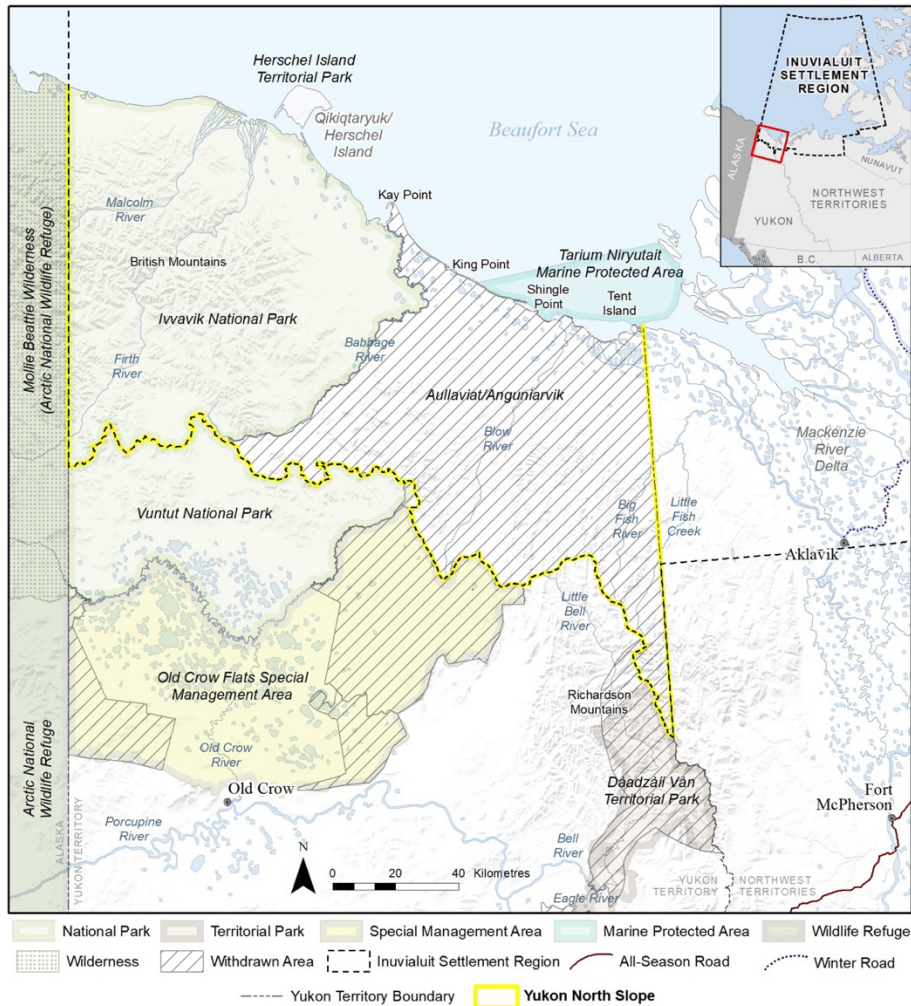 Herschel Island
Territorial Park
Qikiqtaryuk/
Herschel
Island
Beaufort Sea
INUVIALUIT
SETTLEMENT
REGION
ALASKA
NUNAVUT
NORTHWEST
TERRITORIES
YUKON
B.C.
ALBERTA
Mollie Beattie Wilderness
(Arctic National Wildlife Refuge)
Malcolm
River
British Mountains
Ivvavik National Park
Firth
River
Babbage
River
Kay Point
King Point
Tarium Niryutait
Marine Protected Area
Shingle
Point
Tent
Island
Aullaviat/Anguniarvik
Blow
River
Big
Fish
River
Little
Fish
Creek
Mackenzie
River
Delta
Aklavik
Vuntut National Park
Little
Bell
River
Old Crow Flats Special
Management Area
Richardson
Mountains
Arctic National
Wildlife Refuge
Old Crow
River
Old Crow
Dàadzàii Vàn
Territorial Park
Fort
McPherson
Porcupine
River
Bell
River
Eagle River
ALASKA
YUKON TERRITORY
YUKON
TERRITORY
NORTHWEST
TERRITORIES
N
0 10 20 40 Kilometres
National Park
Territorial Park
Special Management Area
Marine Protected Area
Wildlife Refuge
Wilderness
Withdrawn Area
Inuvialuit Settlement Region
All-Season Road
Winter Road
Yukon Territory Boundary
Yukon North Slope